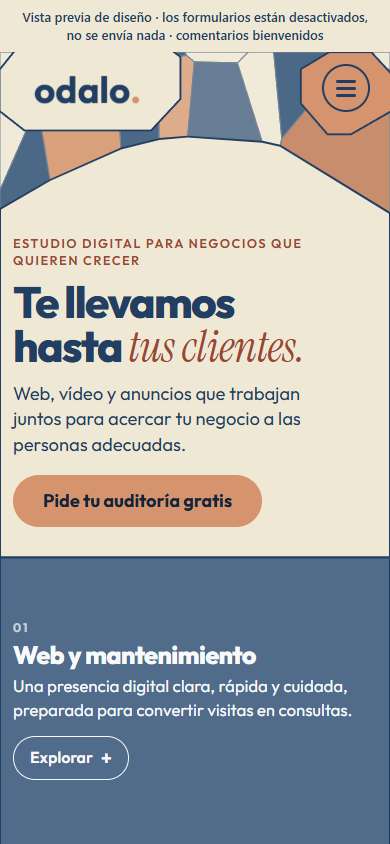 Vista previa de diseño · los formularios están desactivados,
no se envía nada · comentarios bienvenidos
odalo.
ESTUDIO DIGITAL PARA NEGOCIOS QUE
QUIEREN CRECER
Te llevamos
hasta tus clientes.
Web, vídeo y anuncios que trabajan
juntos para acercar tu negocio a las
personas adecuadas.
Pide tu auditoría gratis
01
Web y mantenimiento
Una presencia digital clara, rápida y cuidada,
preparada para convertir visitas en consultas.
Explorar +